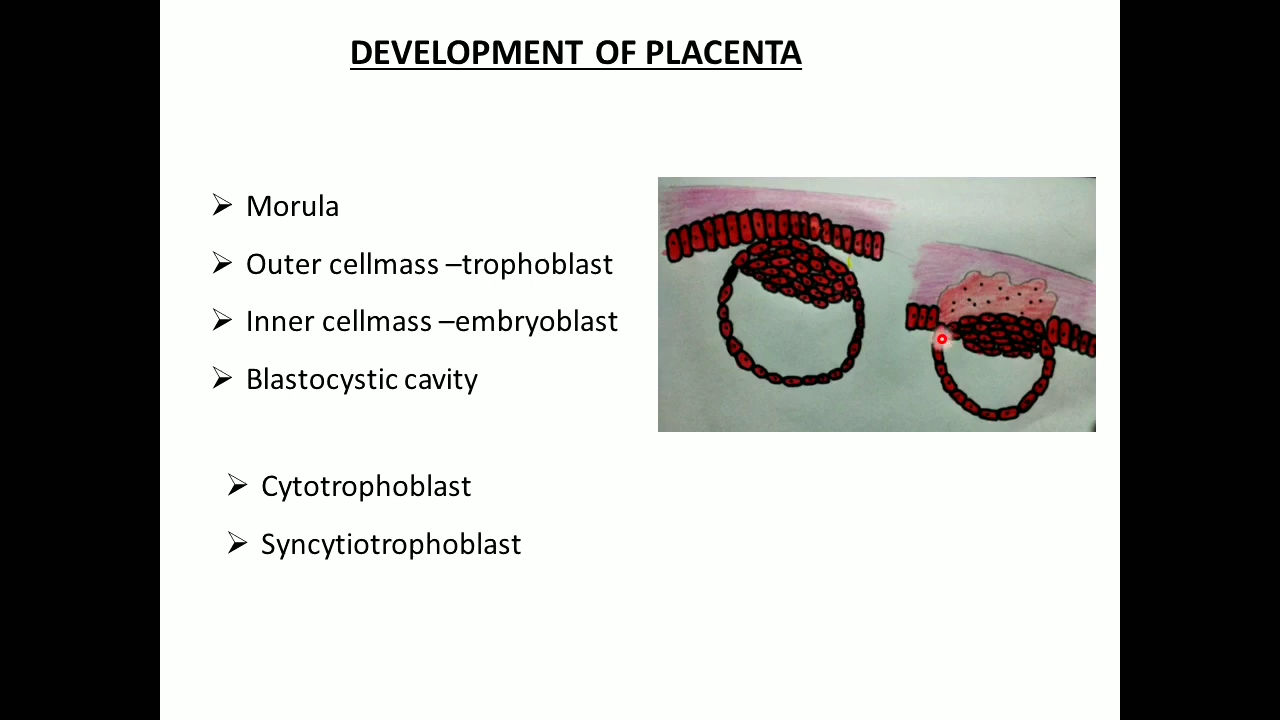 DEVELOPMENT OF PLACENTA
Morula
Outer cellmass –trophoblast
Inner cellmass –embryoblast
Blastocystic cavity
Cytotrophoblast
Syncytiotrophoblast